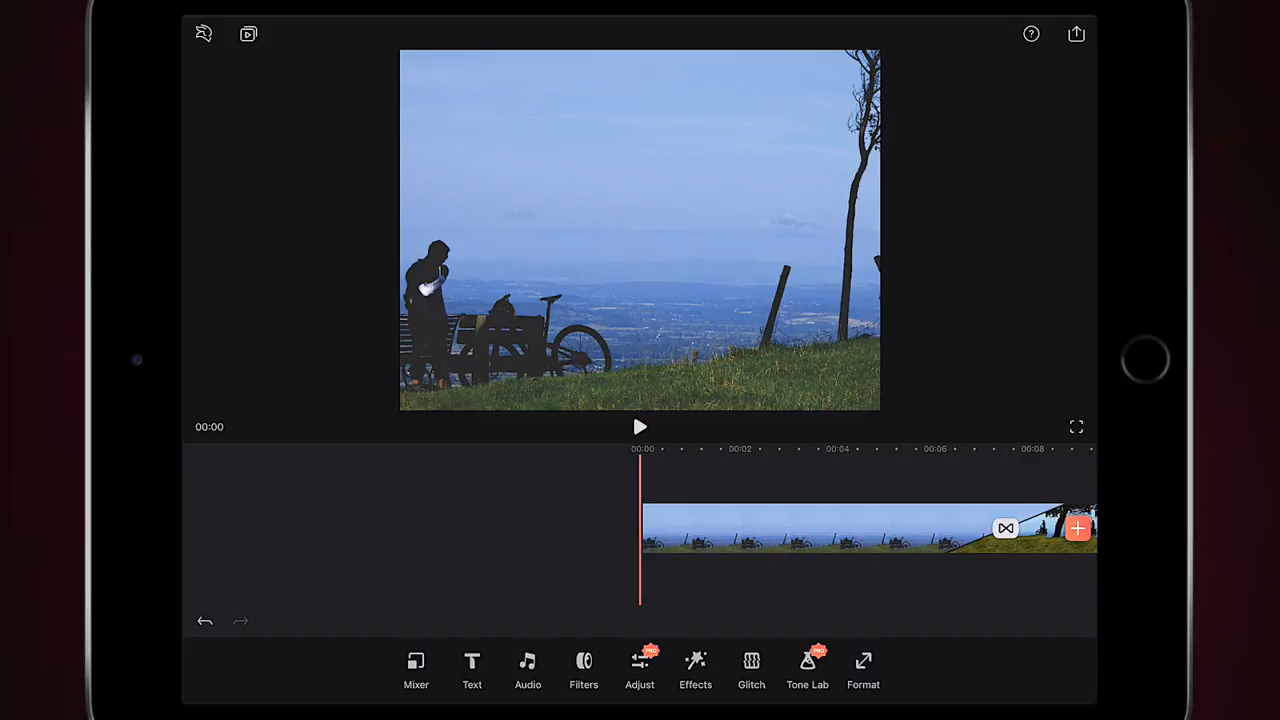 ?
00:00
00:00 00:02 00:04 00:06 00:08
PRO PRO
Mixer Text Audio Filters Adjust Effects Glitch Tone Lab Format